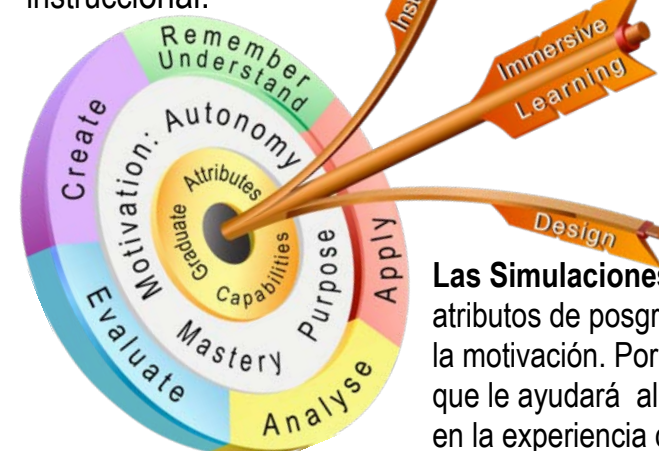 instruccional.
Remember
Understand
Create
Motivation: Autonomy
Mastery
Purpose
Attributes
Graduate
Capabilities
Apply
Evaluate
Analyse
Immersive
Learning
Design
Las Simulaciones
atributos de posgr
la motivación. Por
que le ayudará al
en la experiencia